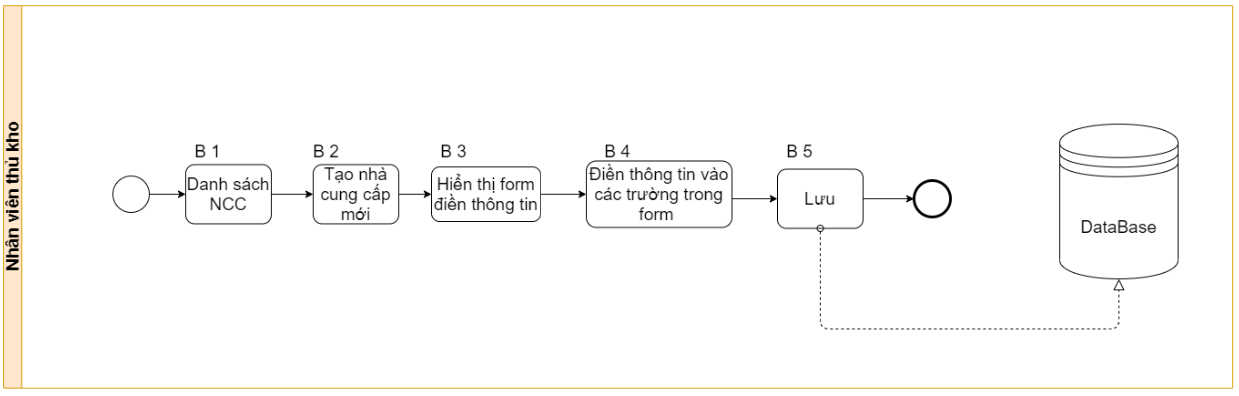 Nhân viên thủ kho
B 1
Danh sách
NCC
B 2
Tạo nhà
cung cấp
mới
B 3
Hiển thị form
điền thông tin
B 4
Điền thông tin vào
các trường trong
form
B 5
Lưu
DataBase